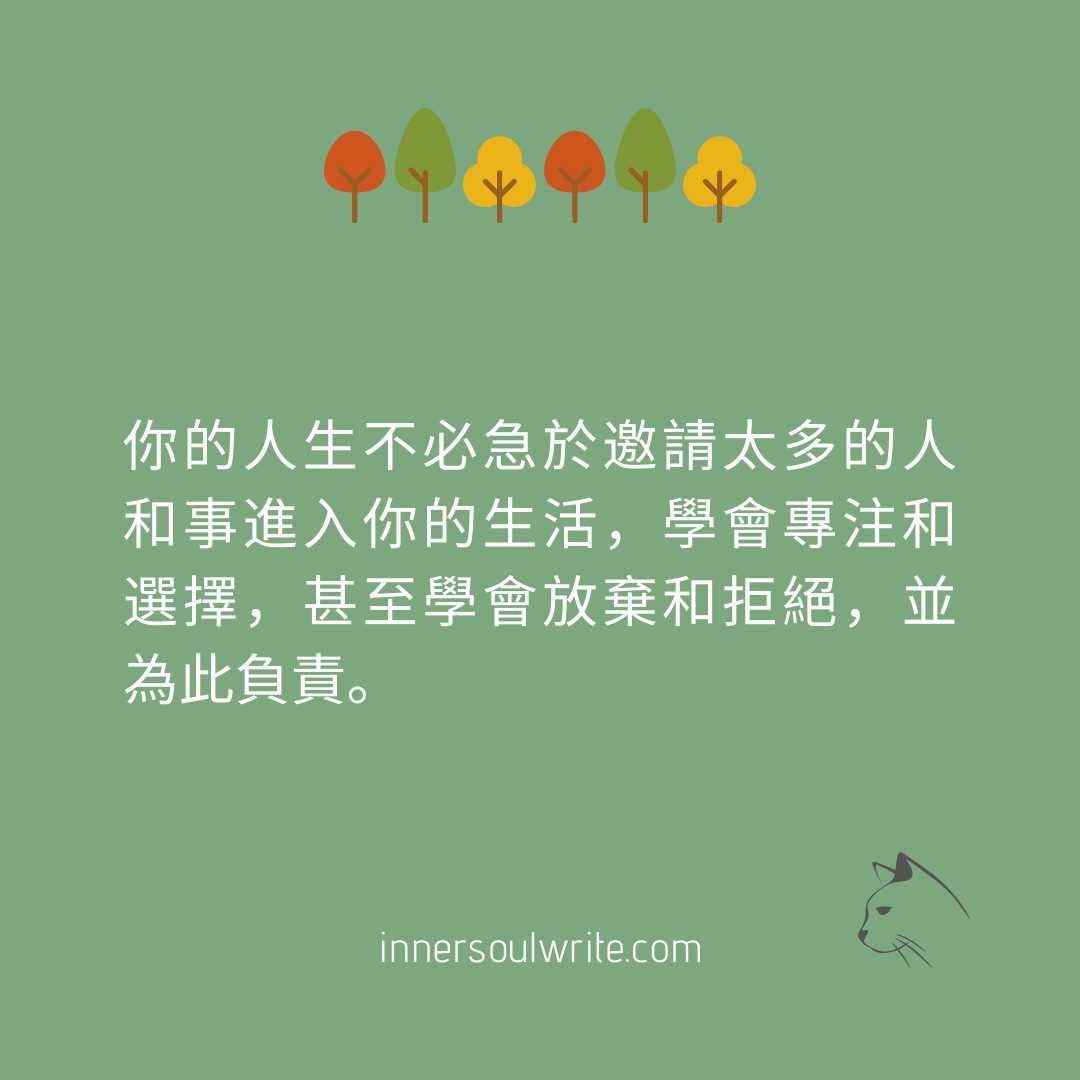 你的人生不必急於邀請太多的人
和事進入你的生活，學會專注和
選擇，甚至學會放棄和拒絕，並
為此負責。
innersoulwrite.com